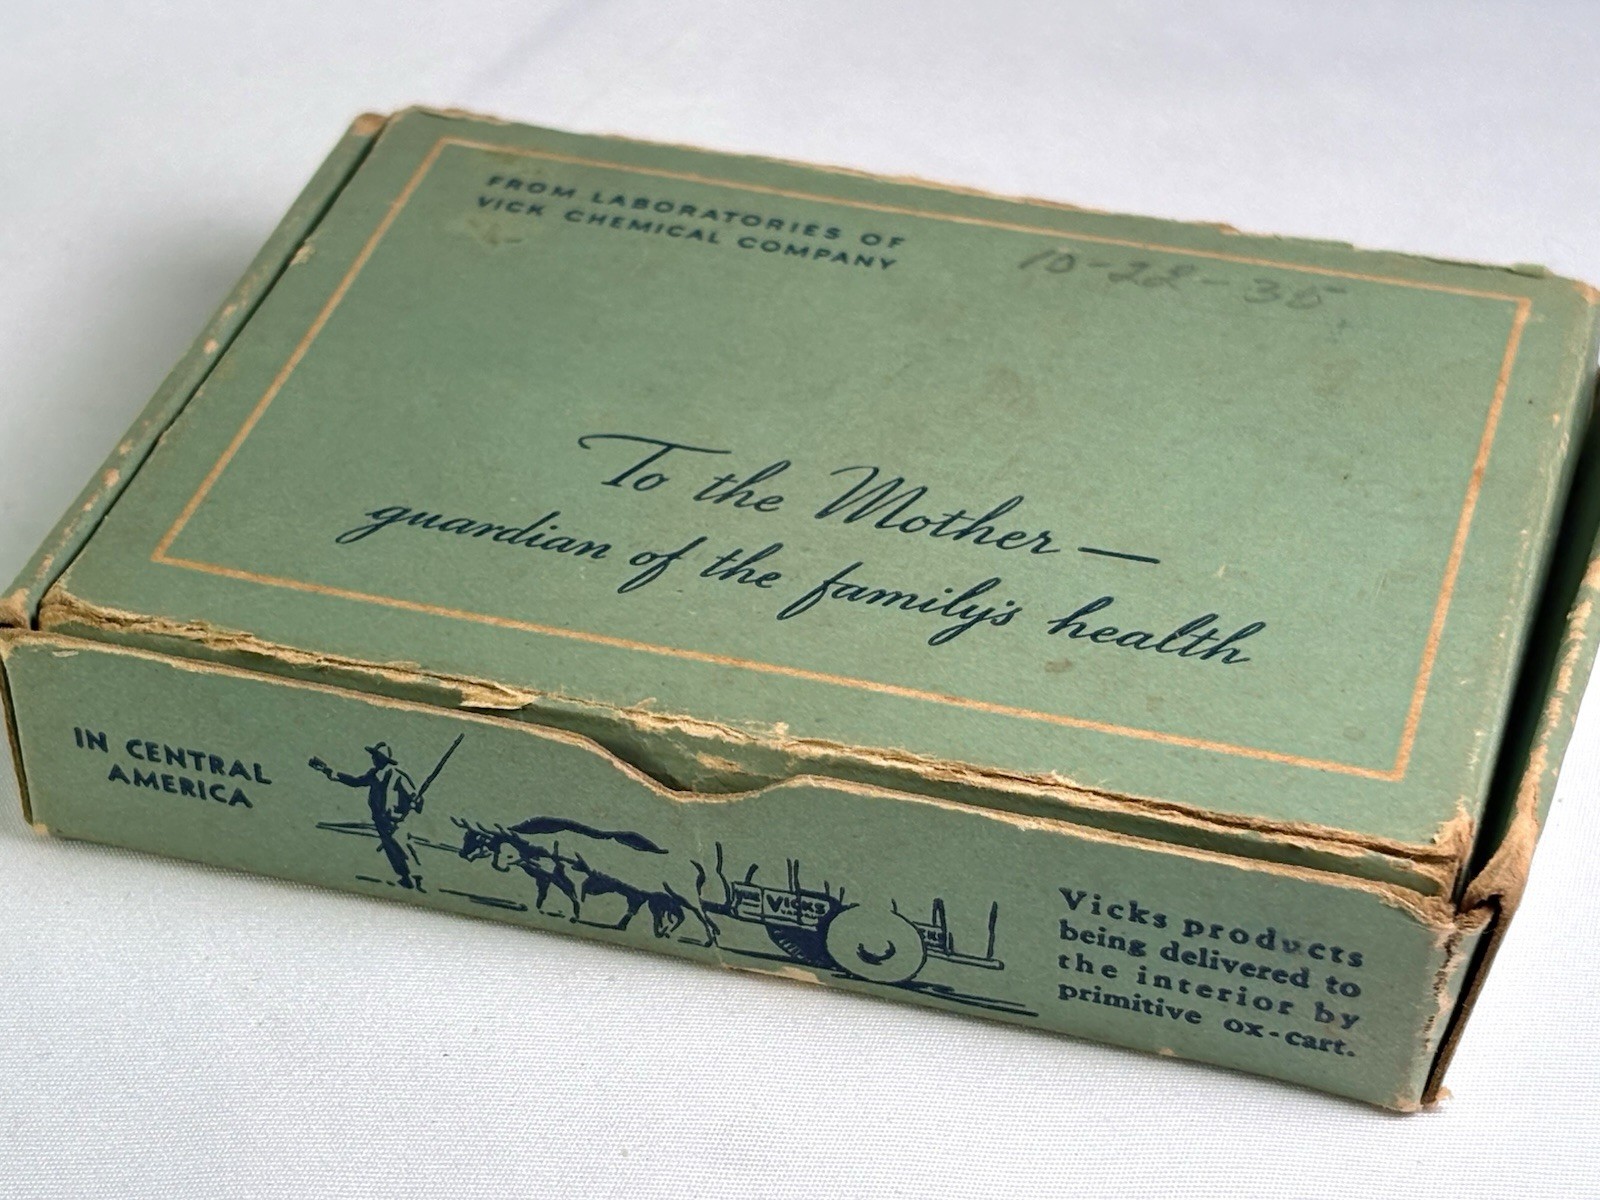 FROM LABORATORIES OF
VICK CHEMICAL COMPANY
10-22-35
To the Mother—
guardian of the family's health
IN CENTRAL
AMERICA
VICKS
Vicks products
being delivered to
the interior by
primitive ox-cart.